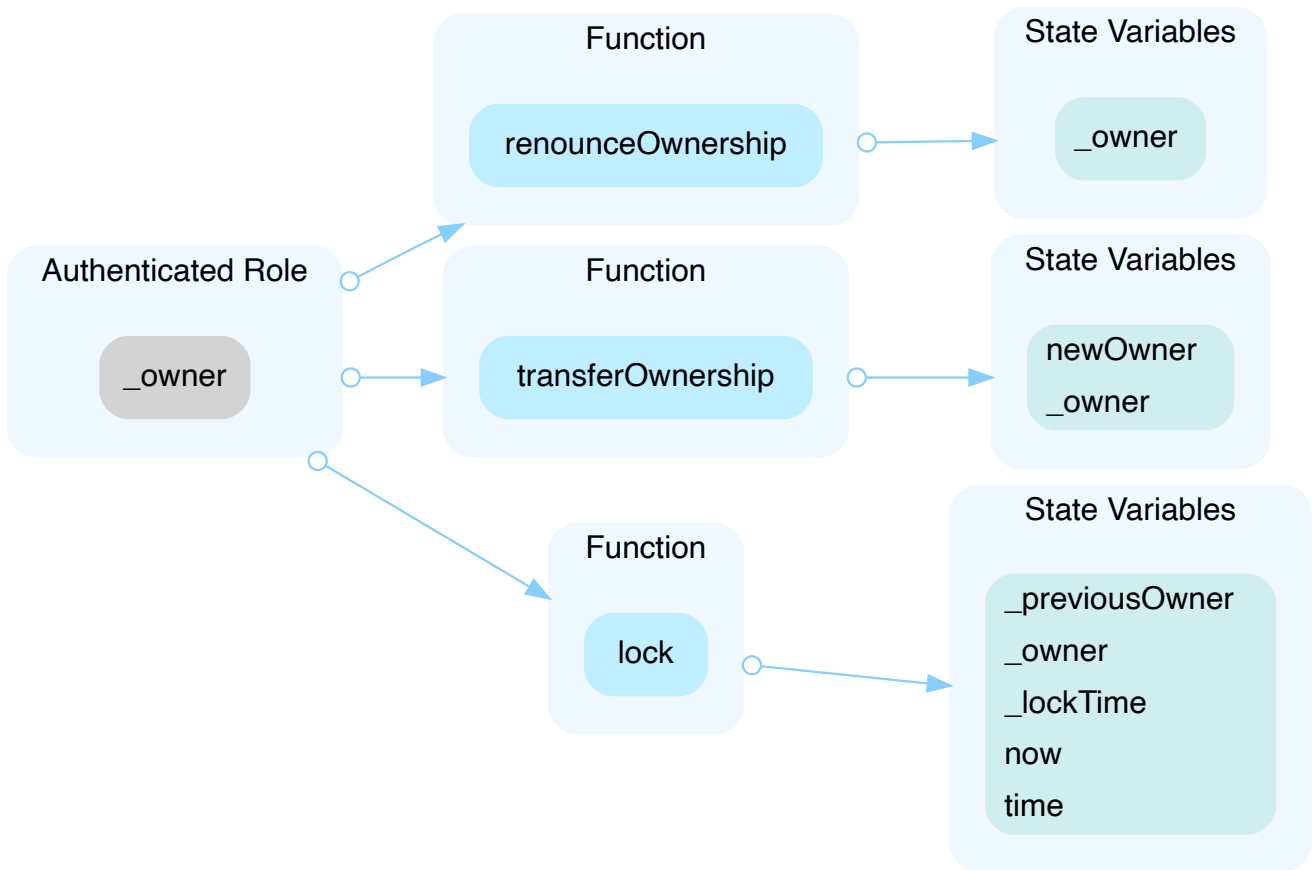 Function
renounceOwnership
State Variables
_owner
Authenticated Role
_owner
Function
transferOwnership
State Variables
newOwner
_owner
Function
lock
State Variables
_previousOwner
_owner
_lockTime
now
time